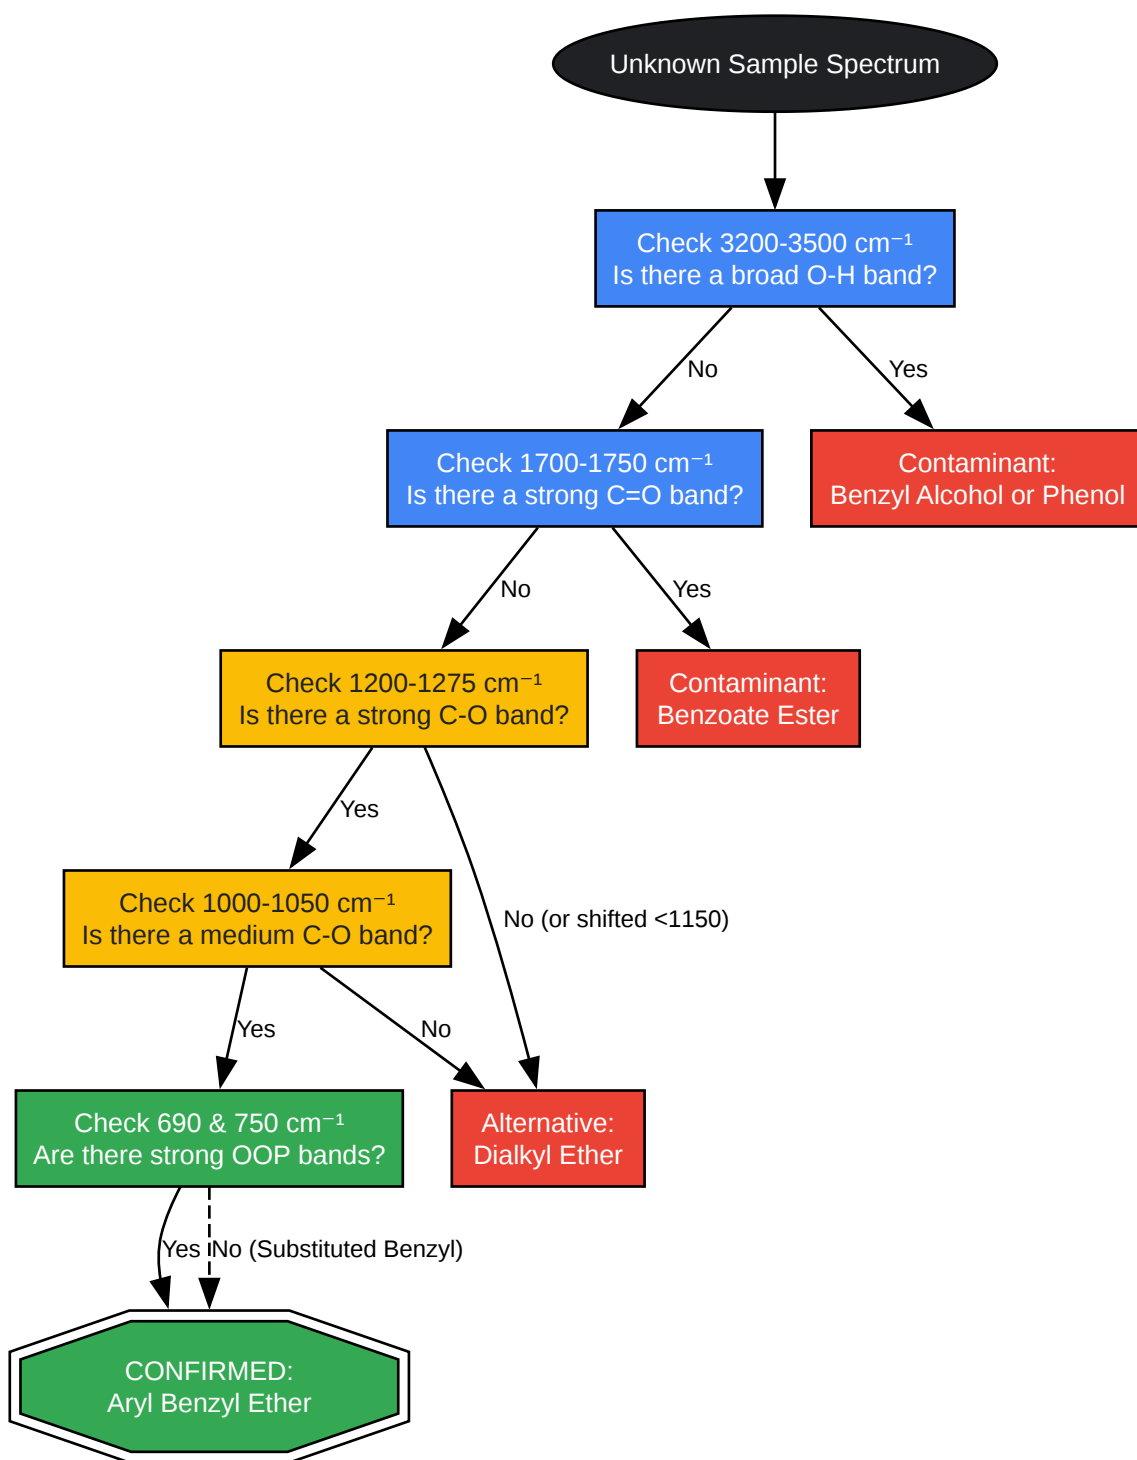 Unknown Sample Spectrum
Check 3200-3500 cm⁻¹
Is there a broad O-H band?
No
Yes
Check 1700-1750 cm⁻¹
Is there a strong C=O band?
Contaminant:
Benzyl Alcohol or Phenol
No
Yes
Check 1200-1275 cm⁻¹
Is there a strong C-O band?
Contaminant:
Benzoate Ester
Yes
Check 1000-1050 cm⁻¹
Is there a medium C-O band?
No (or shifted <1150)
Yes
No
Check 690 & 750 cm⁻¹
Are there strong OOP bands?
Alternative:
Dialkyl Ether
Yes
No (Substituted Benzyl)
CONFIRMED:
Aryl Benzyl Ether